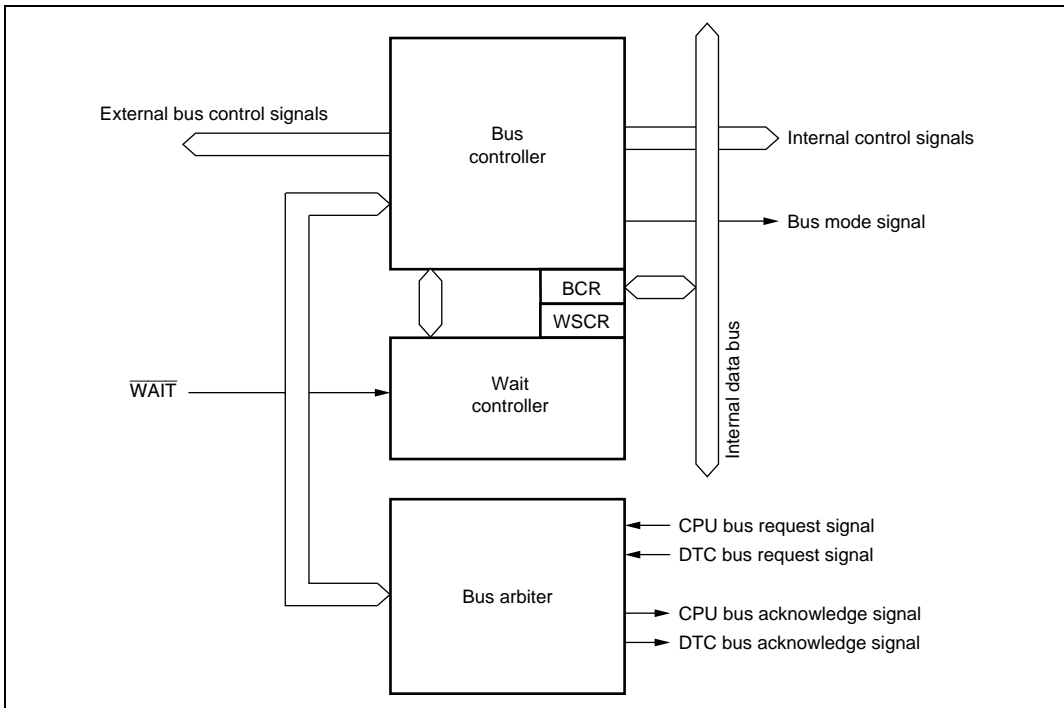 External bus control signals
Bus
controller
Internal control signals
Bus mode signal
BCR
WSCR
Internal data bus
WAIT
Wait
controller
CPU bus request signal
DTC bus request signal
Bus arbiter
CPU bus acknowledge signal
DTC bus acknowledge signal